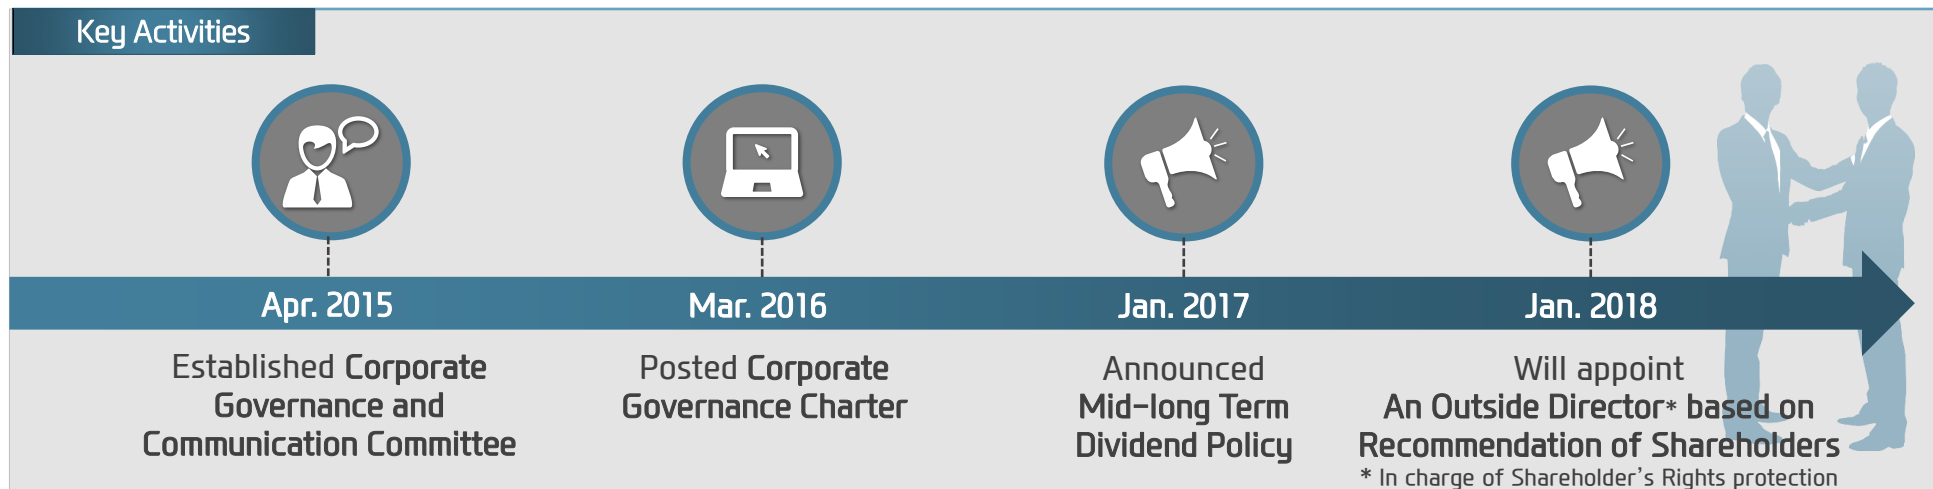 Key Activities
Apr. 2015
Mar. 2016
Jan. 2017
Jan. 2018
Established Corporate
Governance and
Communication Committee
Posted Corporate
Governance Charter
Announced
Mid-long Term
Dividend Policy
Will appoint
An Outside Director* based on
Recommendation of Shareholders
* In charge of Shareholder's Rights protection